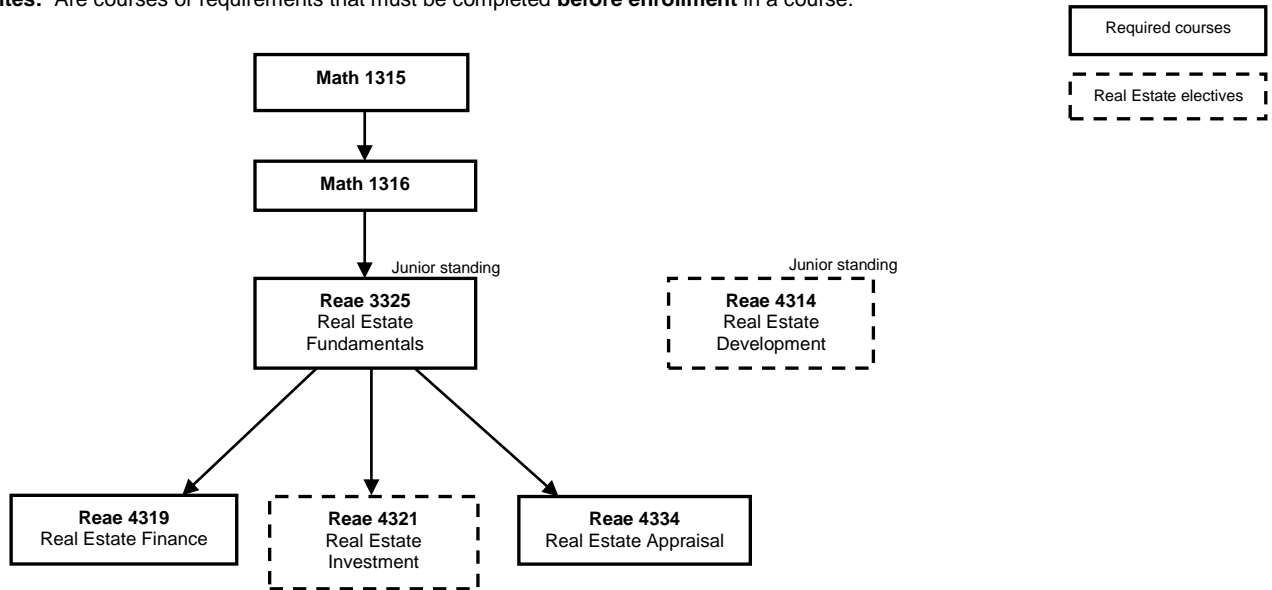 Are courses or requirements that must be completed before enrollment in a course.
Required courses
Real Estate electives
Math 1315
Math 1316
Junior standing
Reae 3325
Real Estate
Fundamentals
Junior standing
Reae 4314
Real Estate
Development
Reae 4319
Real Estate Finance
Reae 4321
Real Estate
Investment
Reae 4334
Real Estate Appraisal